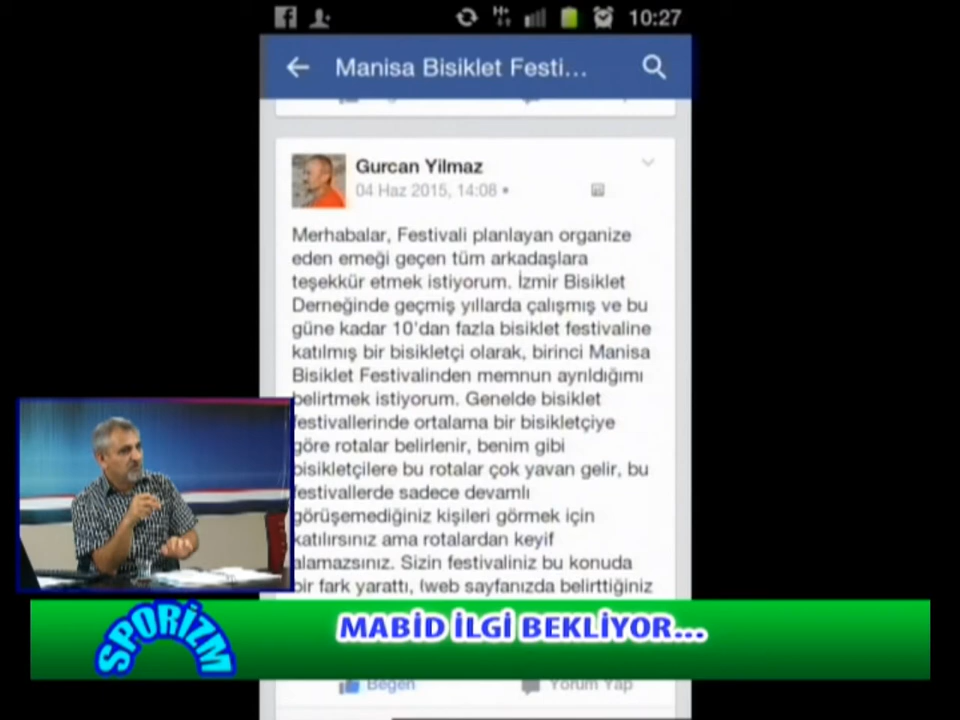 H+
10:27
Manisa Bisiklet Festi...
Gurcan Yilmaz
04 Haz 2015, 14:08 •
Merhabalar, Festivali planlayan organize
eden emeği geçen tüm arkadaşlara
teşekkür etmek istiyorum. İzmir Bisiklet
Derneğinde geçmiş yıllarda çalışmış ve bu
güne kadar 10'dan fazla bisiklet festivaline
katılmış bir bisikletçi olarak, birinci Manisa
Bisiklet Festivalinden memnun ayrıldığımı
belirtmek istiyorum. Genelde bisiklet
festivallerinde ortalama bir bisikletçiye
göre rotalar belirlenir, benim gibi
bisikletçilere bu rotalar çok yavan gelir, bu
festivallerde sadece devamlı
görüşemediğiniz kişileri görmek için
katılırsınız ama rotalardan keyif
alamazsınız. Sizin festivaliniz bu konuda
bir fark yarattı, (web sayfanızda belirttiğiniz
SPORİZM
MABİD İLGİ BEKLİYOR...
Beğen
Yorum Yap